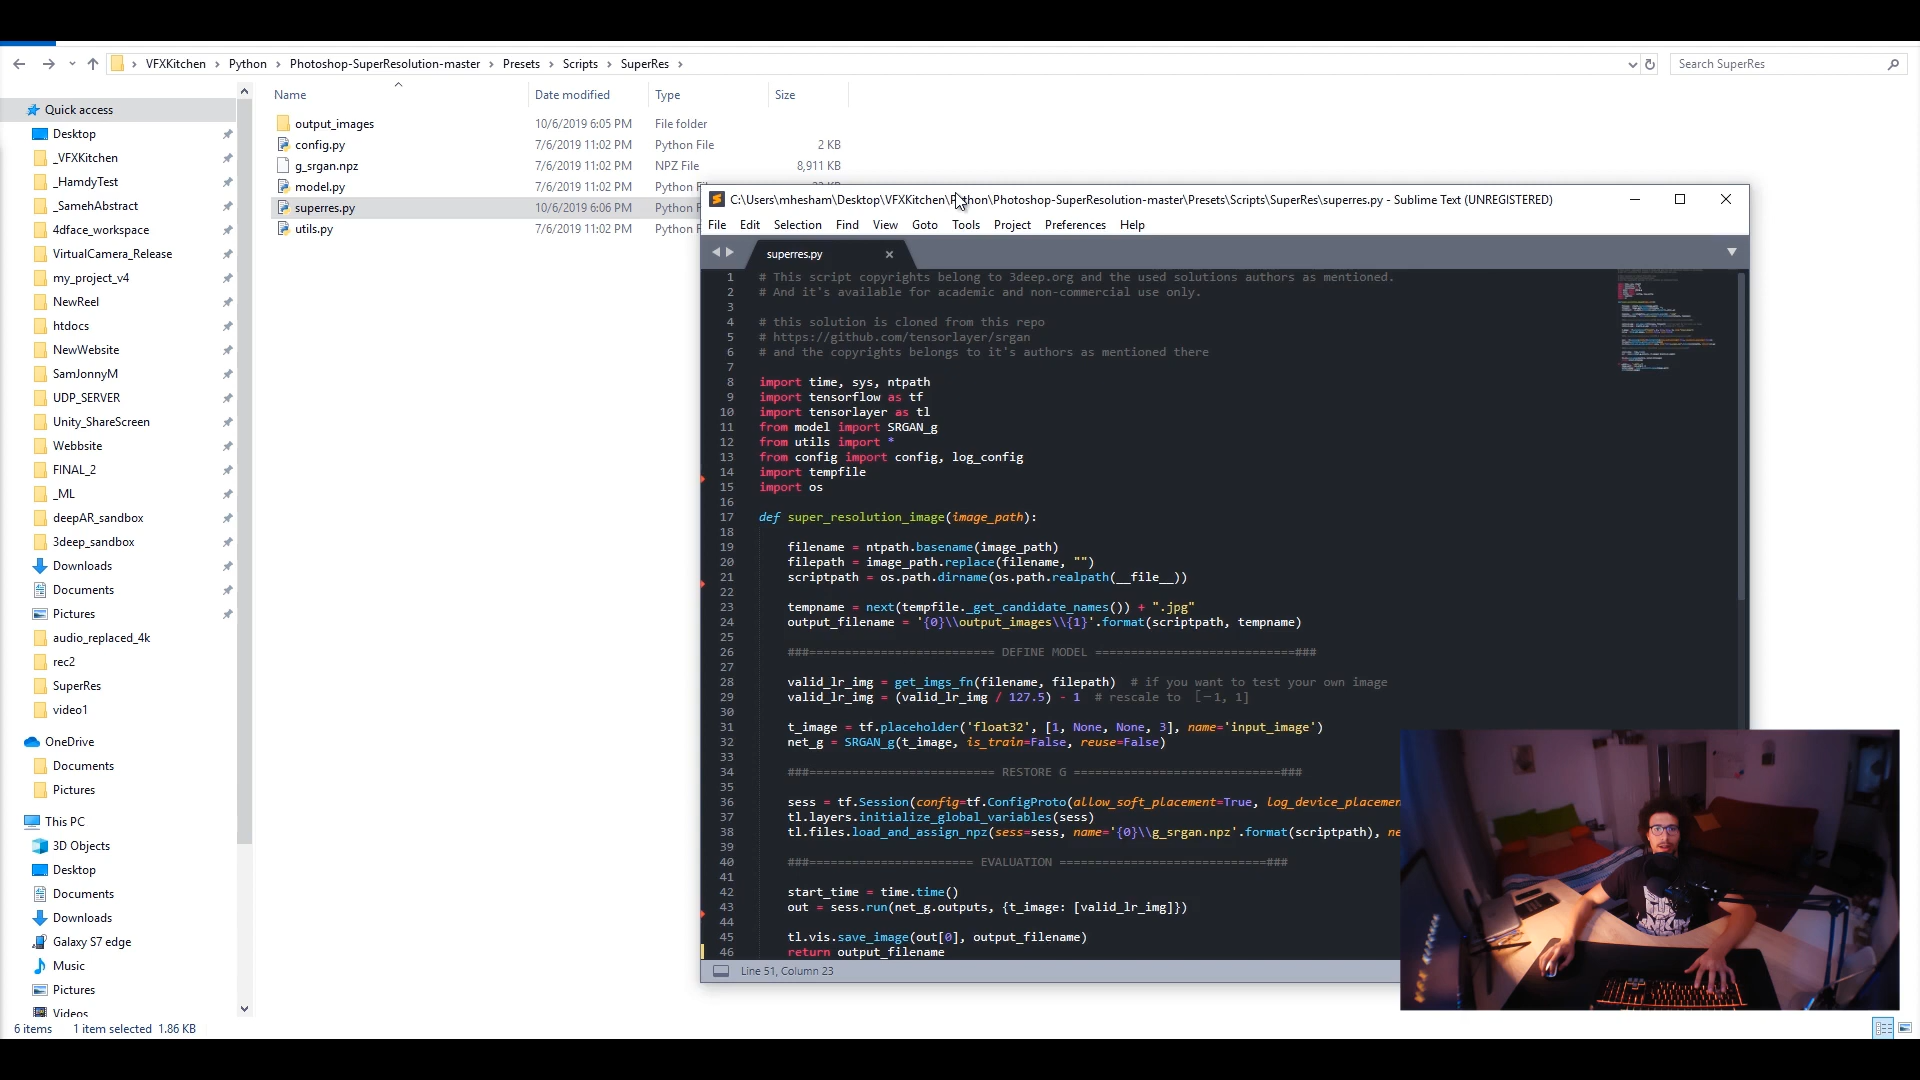 VFXKitchen > Python > Photoshop-SuperResolution-master > Presets > Scripts > SuperRes >
Search SuperRes
Name Date modified Type Size
Quick access
Desktop
_VFXKitchen
_HamdyTest
_SamehAbstract
4dface_workspace
VirtualCamera_Release
my_project_v4
NewReel
htdocs
NewWebsite
SamJonnyM
UDP_SERVER
Unity_ShareScreen
Webbsite
FINAL_2
_ML
deepAR_sandbox
3deep_sandbox
Downloads
Documents
Pictures
audio_replaced_4k
rec2
SuperRes
video1
OneDrive
Documents
Pictures
This PC
3D Objects
Desktop
Documents
Downloads
Galaxy S7 edge
Music
Pictures
Videos
output_images 10/6/2019 6:05 PM File folder
config.py 7/6/2019 11:02 PM Python File 2 KB
g_srgan.npz 7/6/2019 11:02 PM NPZ File 8,911 KB
model.py 7/6/2019 11:02 PM Python
superres.py 10/6/2019 6:06 PM Python F
utils.py 7/6/2019 11:02 PM Python F
6 items 1 item selected 1.86 KB
C:\Users\mhesham\Desktop\VFXKitchen\Python\Photoshop-SuperResolution-master\Presets\Scripts\SuperRes\superres.py - Sublime Text (UNREGISTERED)
File Edit Selection Find View Goto Tools Project Preferences Help
superres.py
1 # This script copyrights belong to 3deep.org and the used solutions authors as mentioned.
2 # And it's available for academic and non-commercial use only.
3
4 # this solution is cloned from this repo
5 # https://github.com/tensorlayer/srgan
6 # and the copyrights belongs to it's authors as mentioned there
7
8 import time, sys, ntpath
9 import tensorflow as tf
10 import tensorlayer as tl
11 from model import SRGAN_g
12 from utils import *
13 from config import config, log_config
14 import tempfile
15 import os
16
17 def super_resolution_image(image_path):
18
19 filename = ntpath.basename(image_path)
20 filepath = image_path.replace(filename, "")
21 scriptpath = os.path.dirname(os.path.realpath(__file__))
22
23 tempname = next(tempfile._get_candidate_names()) + ".jpg"
24 output_filename = '{0}\\output_images\\{1}'.format(scriptpath, tempname)
25
26 ###========================== DEFINE MODEL ============================###
27
28 valid_lr_img = get_imgs_fn(filename, filepath) # if you want to test your own image
29 valid_lr_img = (valid_lr_img / 127.5) - 1 # rescale to [-1, 1]
30
31 t_image = tf.placeholder('float32', [1, None, None, 3], name='input_image')
32 net_g = SRGAN_g(t_image, is_train=False, reuse=False)
33
34 ###========================== RESTORE G =============================###
35
36 sess = tf.Session(config=tf.ConfigProto(allow_soft_placement=True, log_device_placemen
37 tl.layers.initialize_global_variables(sess)
38 tl.files.load_and_assign_npz(sess=sess, name='{0}\\g_srgan.npz'.format(scriptpath), ne
39
40 ###======================= EVALUATION =============================###
41
42 start_time = time.time()
43 out = sess.run(net_g.outputs, {t_image: [valid_lr_img]})
44
45 tl.vis.save_image(out[0], output_filename)
46 return output_filename
Line 51, Column 23